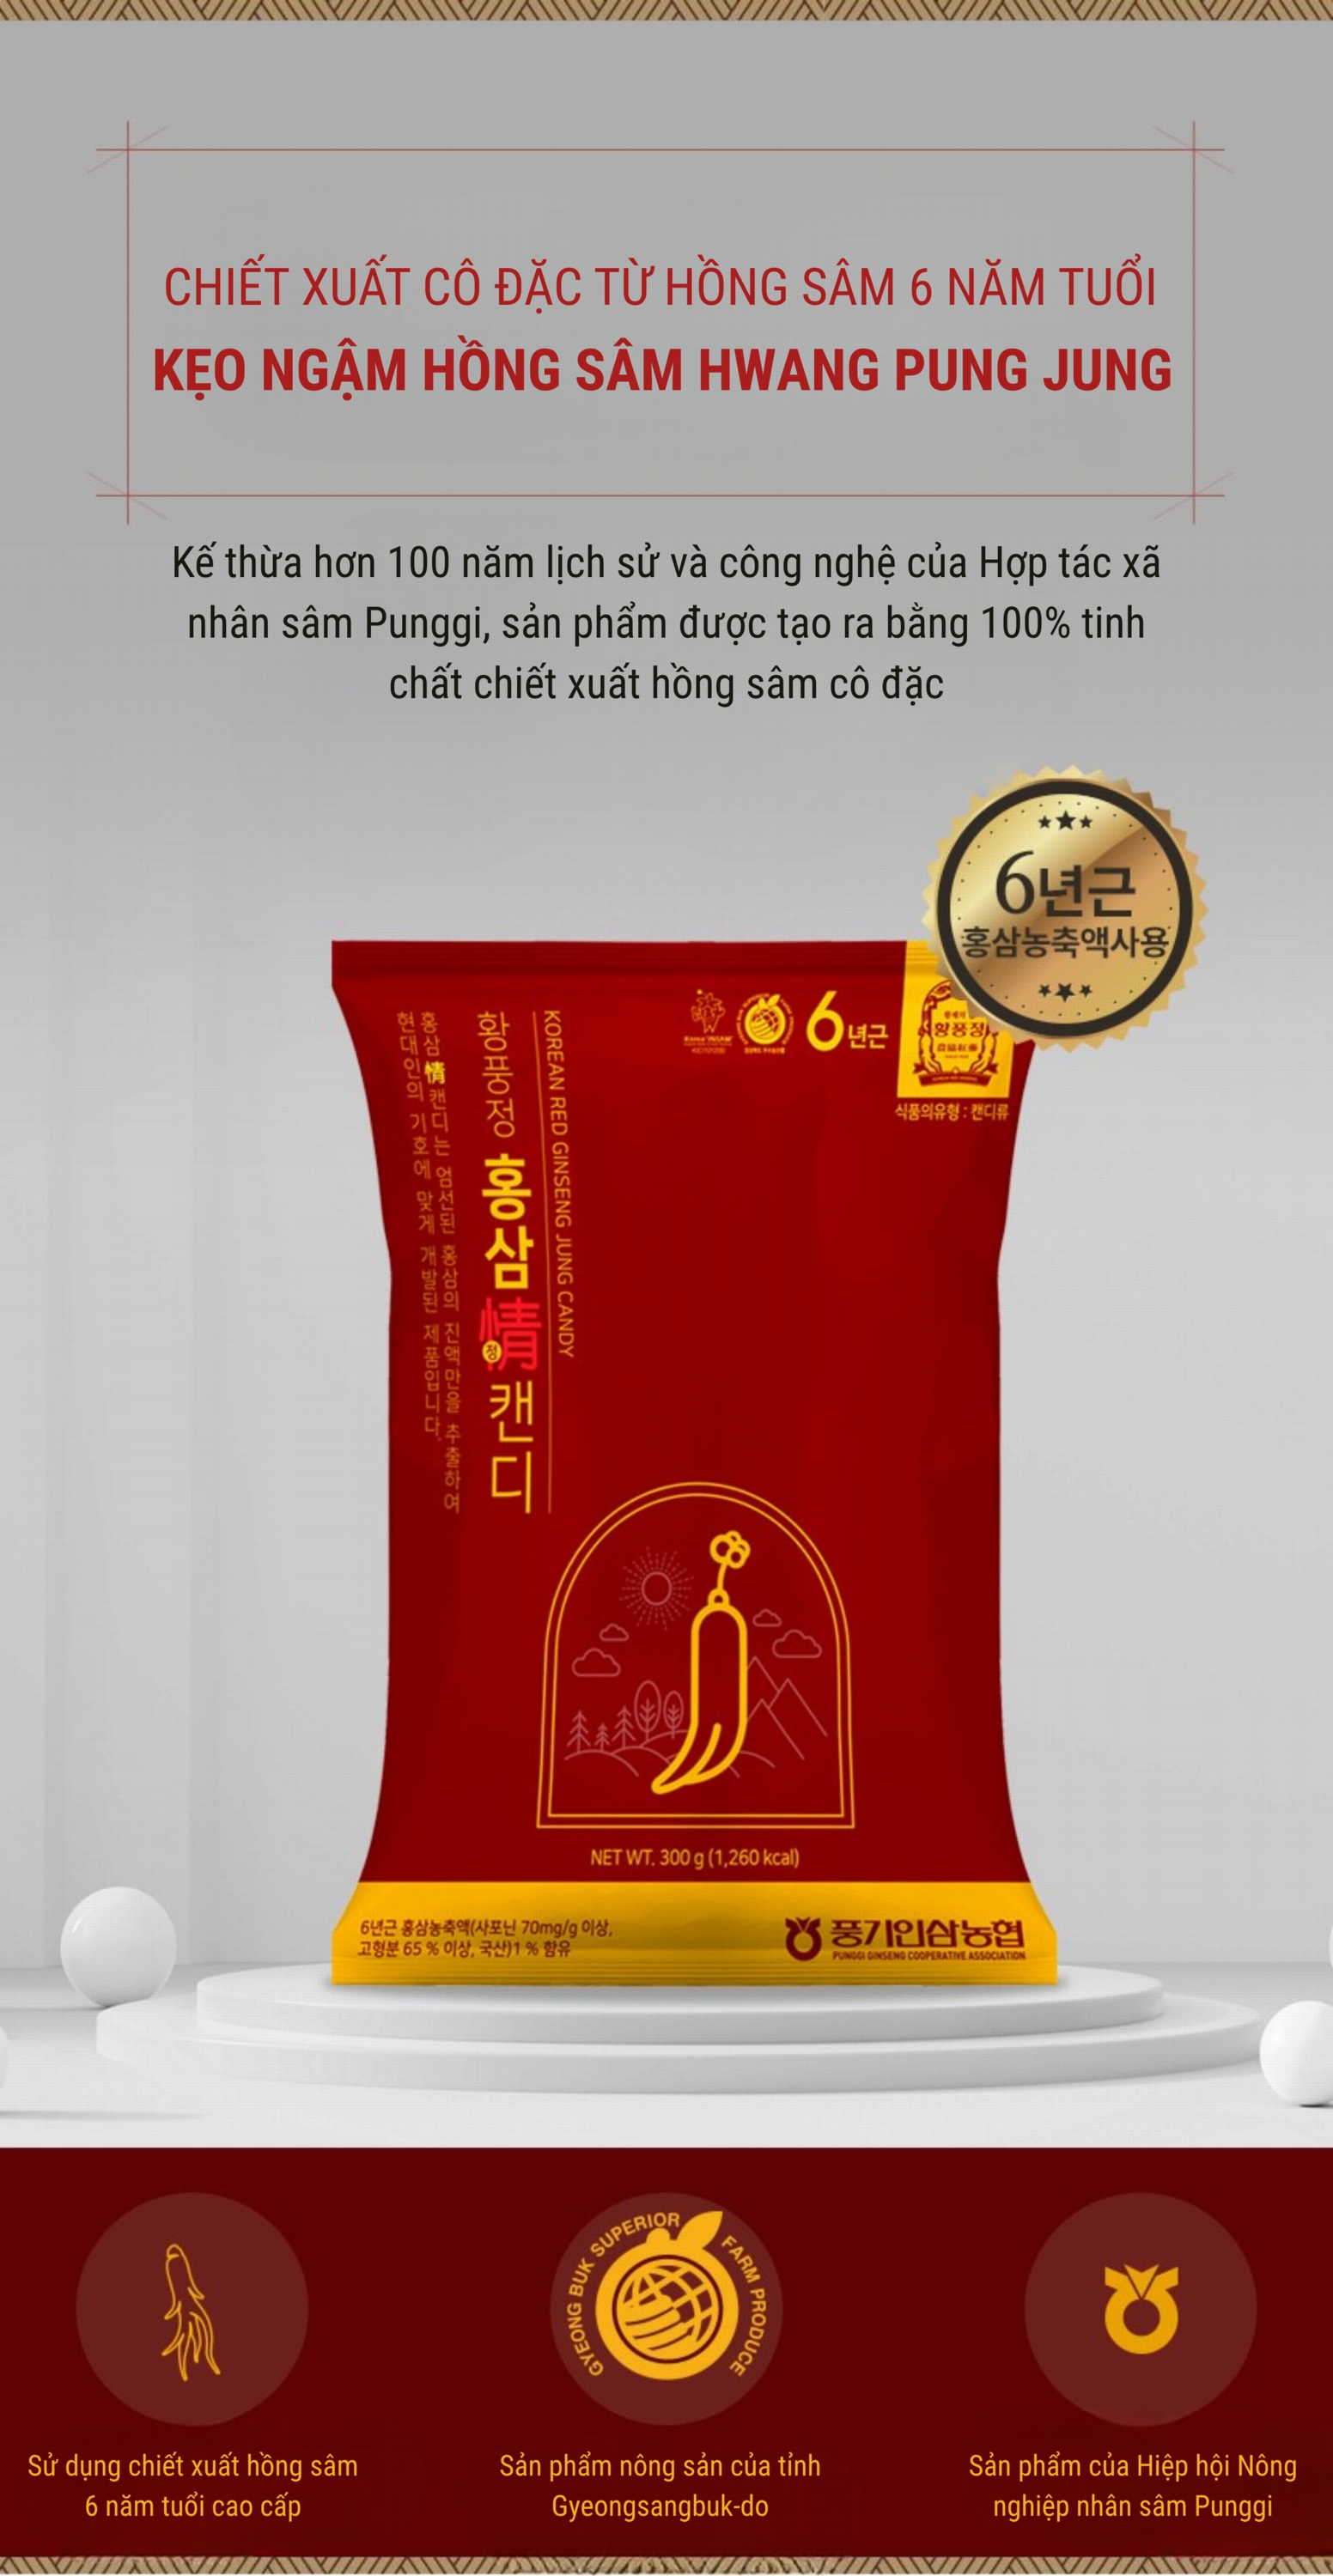 CHIẾT XUẤT CÔ ĐẶC TỪ HỒNG SÂM 6 NĂM TUỔI
KẸO NGẬM HỒNG SÂM HWANG PUNG JUNG
Kế thừa hơn 100 năm lịch sử và công nghệ của Hợp tác xã
nhân sâm Punggi, sản phẩm được tạo ra bằng 100% tinh
chất chiết xuất hồng sâm cô đặc
6년근
홍삼농축액사용
6년근
황풍정
식품의유형 : 캔디류
KOREAN RED GINSENG JUNG CANDY
황풍정 홍삼情캔디
정
홍삼情캔디는 엄선된 홍삼의 진액만을 추출하여
현대인의 기호에 맞게 개발된 제품입니다.
NET WT. 300 g (1,260 kcal)
6년근 홍삼농축액(사포닌 70mg/g 이상,
고형분 65 % 이상, 국산)1 % 함유
풍기인삼농협
PUNGGI GINSENG COOPERATIVE ASSOCIATION
GYEONG BUK SUPERIOR FARM PRODUCE
Sử dụng chiết xuất hồng sâm
6 năm tuổi cao cấp
Sản phẩm nông sản của tỉnh
Gyeongsangbuk-do
Sản phẩm của Hiệp hội Nông
nghiệp nhân sâm Punggi